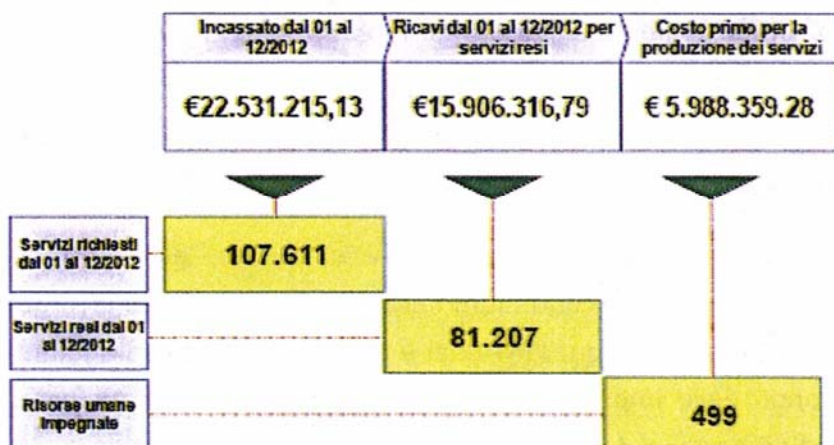 Incassato dal 01 al
12/2012
Ricavi dal 01 al 12/2012 per
servizi resi
Costo primo per la
produzione dei servizi
€22.531.215,13
€15.906.316,79
€ 5.988.359.28
Servizi richiesti
dal 01 al 12/2012
107.611
Servizi resi dal 01
al 12/2012
81.207
Risorse umane
impegnate
499